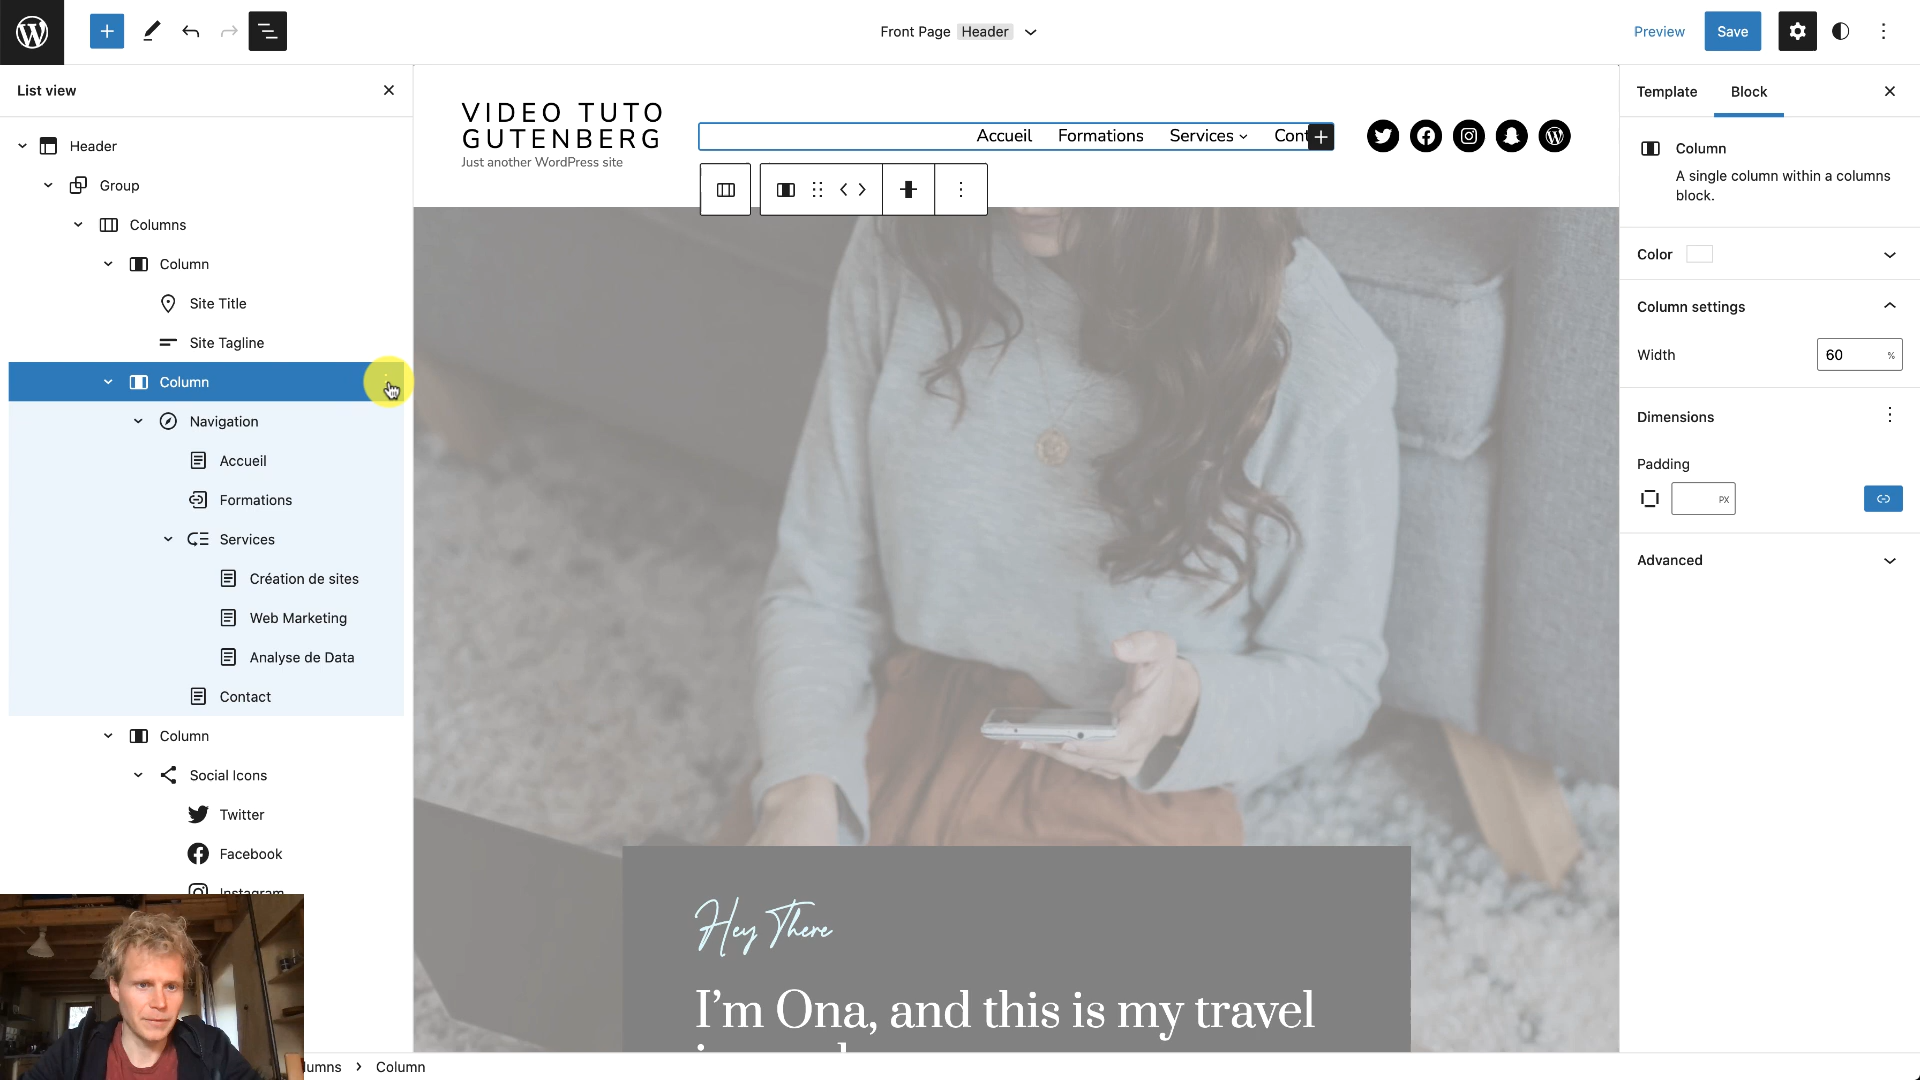 Front Page Header
Preview
Save
List view
Header
Group
Columns
Column
Site Title
Site Tagline
Column
Navigation
Accueil
Formations
Services
Création de sites
Web Marketing
Analyse de Data
Contact
Column
Social Icons
Twitter
Facebook
Instagram
VIDEO TUTO
GUTENBERG
Just another WordPress site
Accueil Formations Services Cont
Hey There
I'm Ona, and this is my travel
Template Block
Column
A single column within a columns
block.
Color
Column settings
Width 60 %
Dimensions
Padding
PX
Advanced
lumns > Column